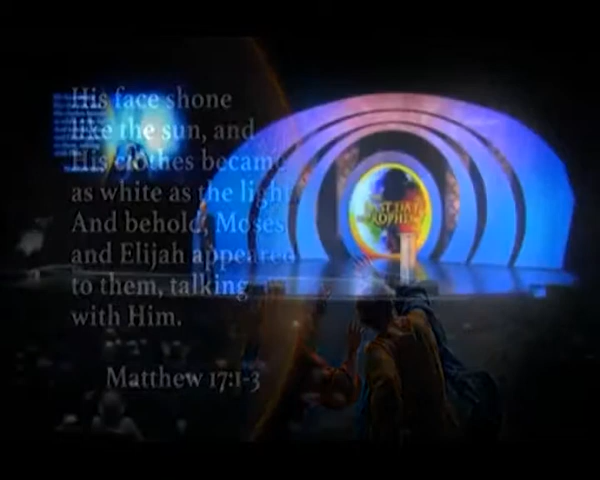 His face shone
like the sun, and
His clothes became
as white as the light.
And behold, Moses
and Elijah appeared
to them, talking
with Him.
Matthew 17:1-3